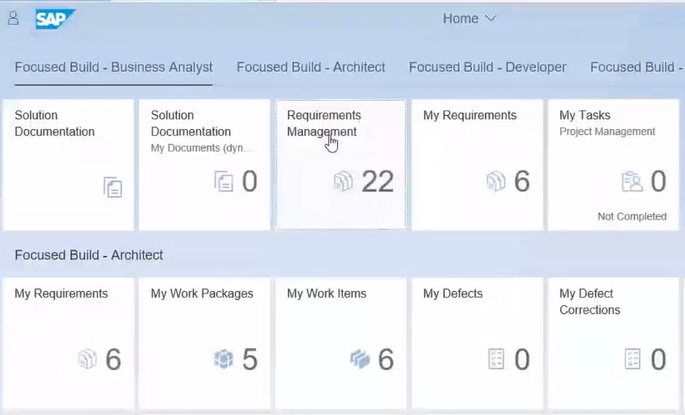 SAP
Home
Focused Build - Business Analyst
Focused Build - Architect
Focused Build - Developer
Focused Build -
Solution
Documentation
Solution
Documentation
My Documents (dyn...
0
Requirements
Management
22
My Requirements
6
My Tasks
Project Management
0
Not Completed
Focused Build - Architect
My Requirements
6
My Work Packages
5
My Work Items
6
My Defects
0
My Defect
Corrections
0